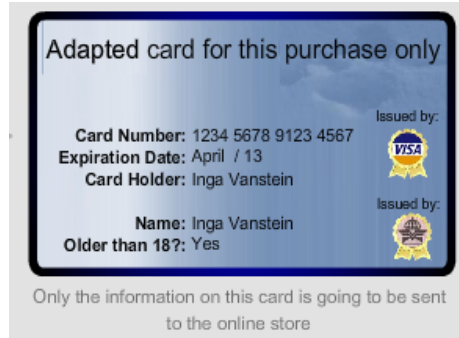 Adapted card for this purchase only
Issued by:
Card Number: 1234 5678 9123 4567
VISA
Expiration Date: April / 13
Card Holder: Inga Vanstein
Issued by:
Name: Inga Vanstein
Older than 18?: Yes
Only the information on this card is going to be sent
to the online store